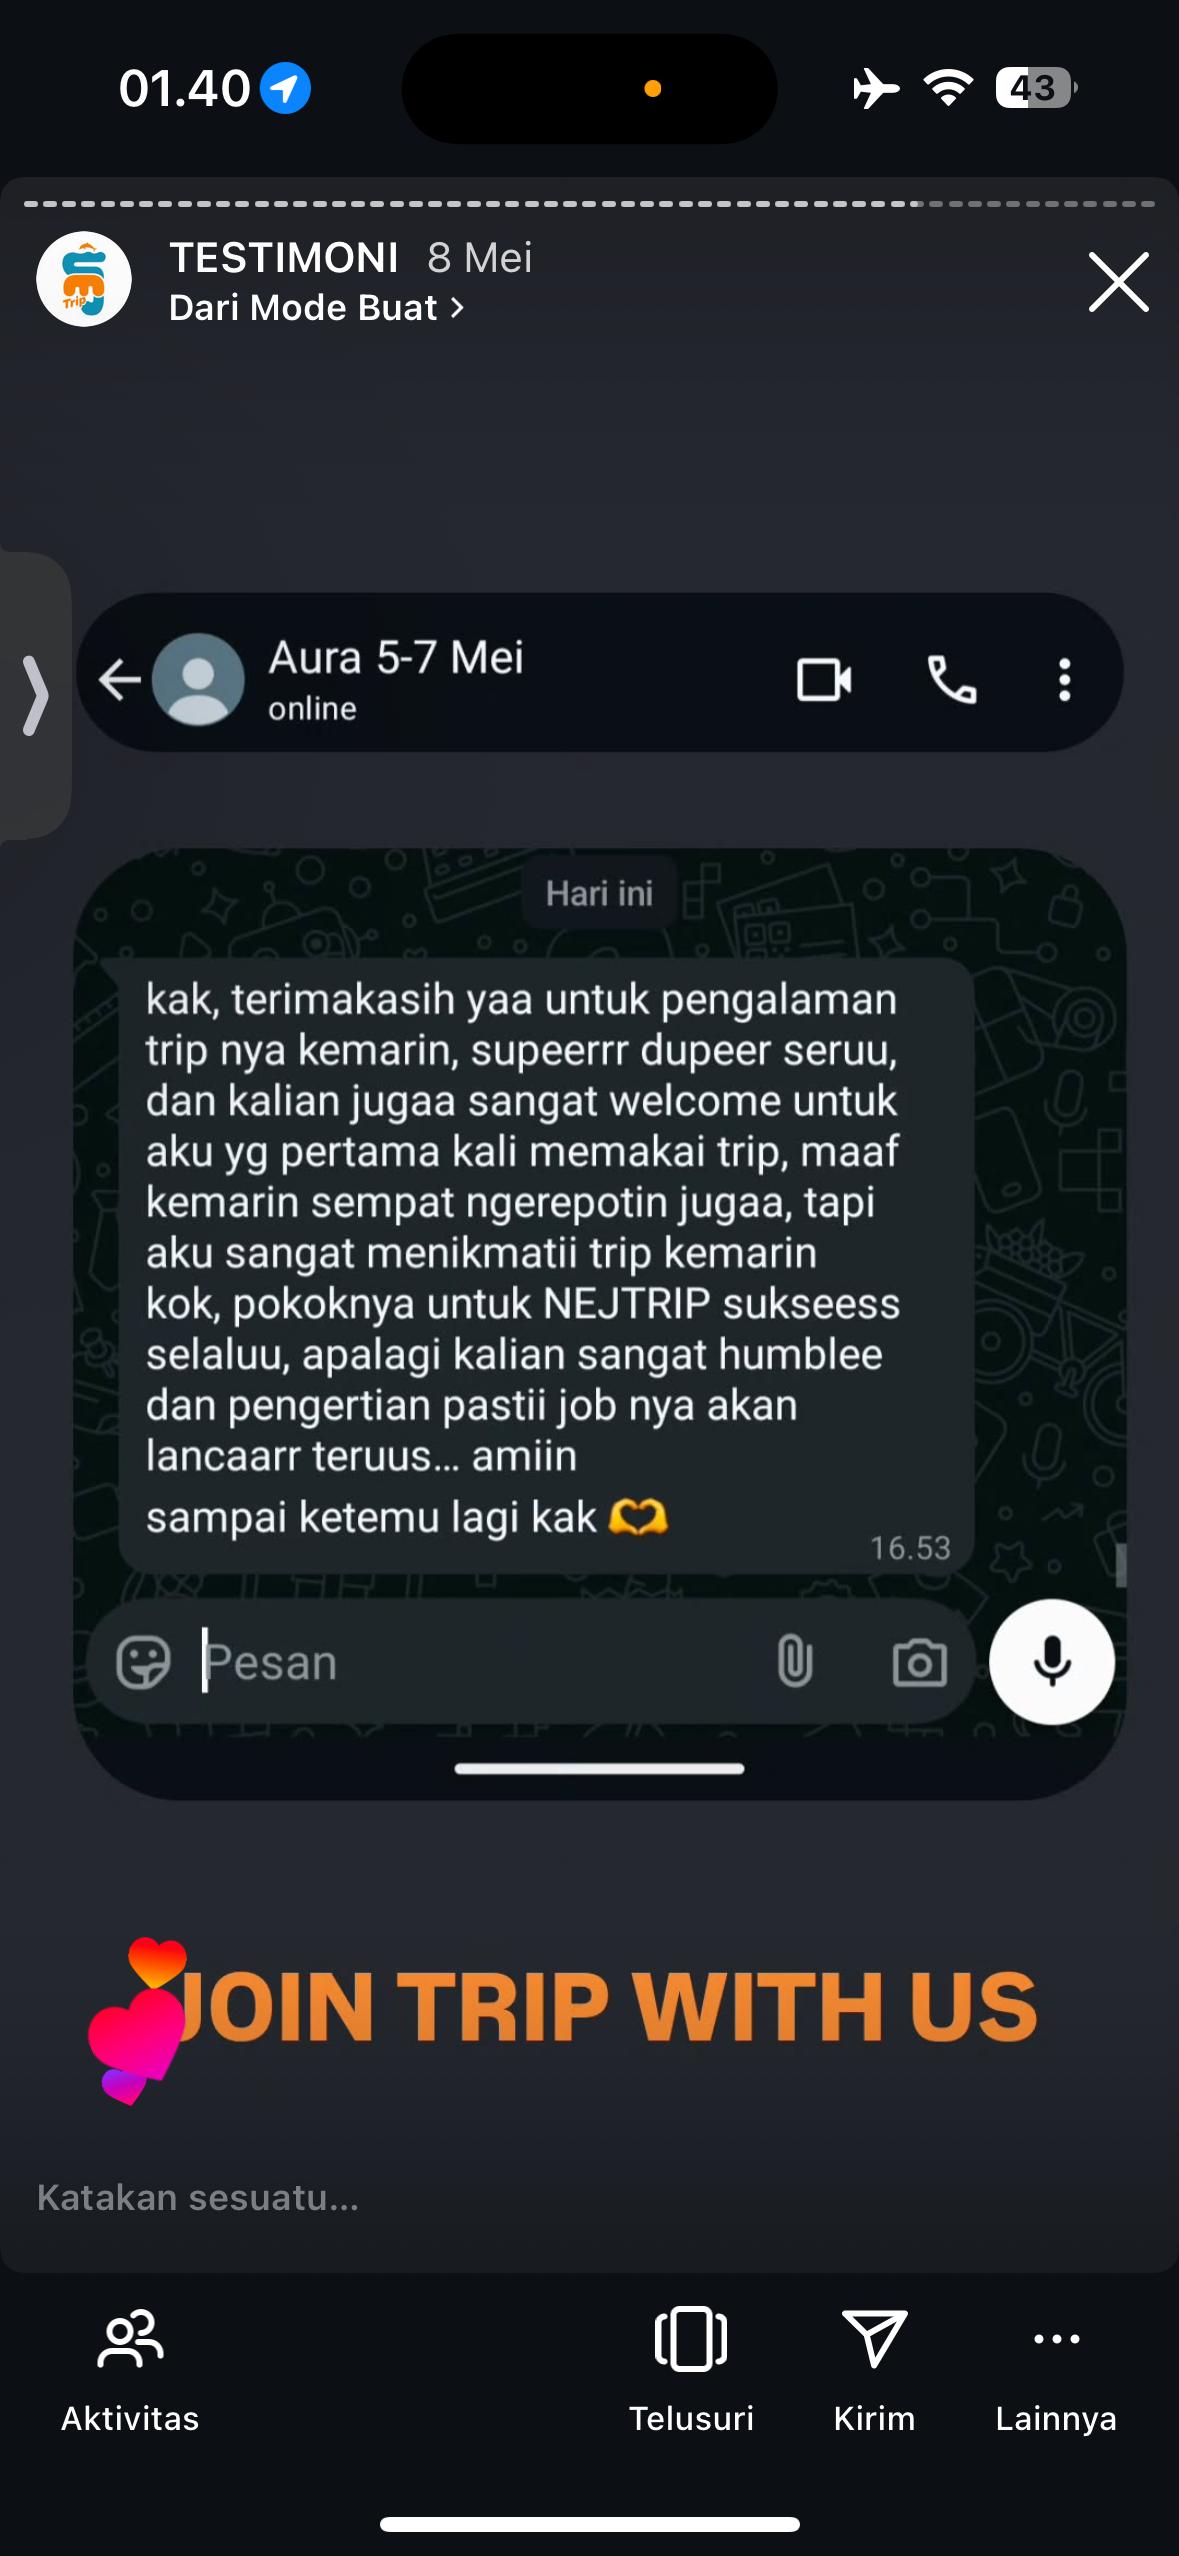 01.40
43
TESTIMONI 8 Mei
Trip
Dari Mode Buat >
Aura 5-7 Mei
online
Hari ini
kak, terimakasih yaa untuk pengalaman
trip nya kemarin, supeerrr dupeer seruu,
dan kalian jugaa sangat welcome untuk
aku yg pertama kali memakai trip, maaf
kemarin sempat ngerepotin jugaa, tapi
aku sangat menikmatii trip kemarin
kok, pokoknya untuk NEJTRIP sukseess
selaluu, apalagi kalian sangat humblee
dan pengertian pastii job nya akan
lancaarr teruus... amiin
sampai ketemu lagi kak 🫶
16.53
Pesan
JOIN TRIP WITH US
Katakan sesuatu...
Aktivitas
Telusuri
Kirim
Lainnya